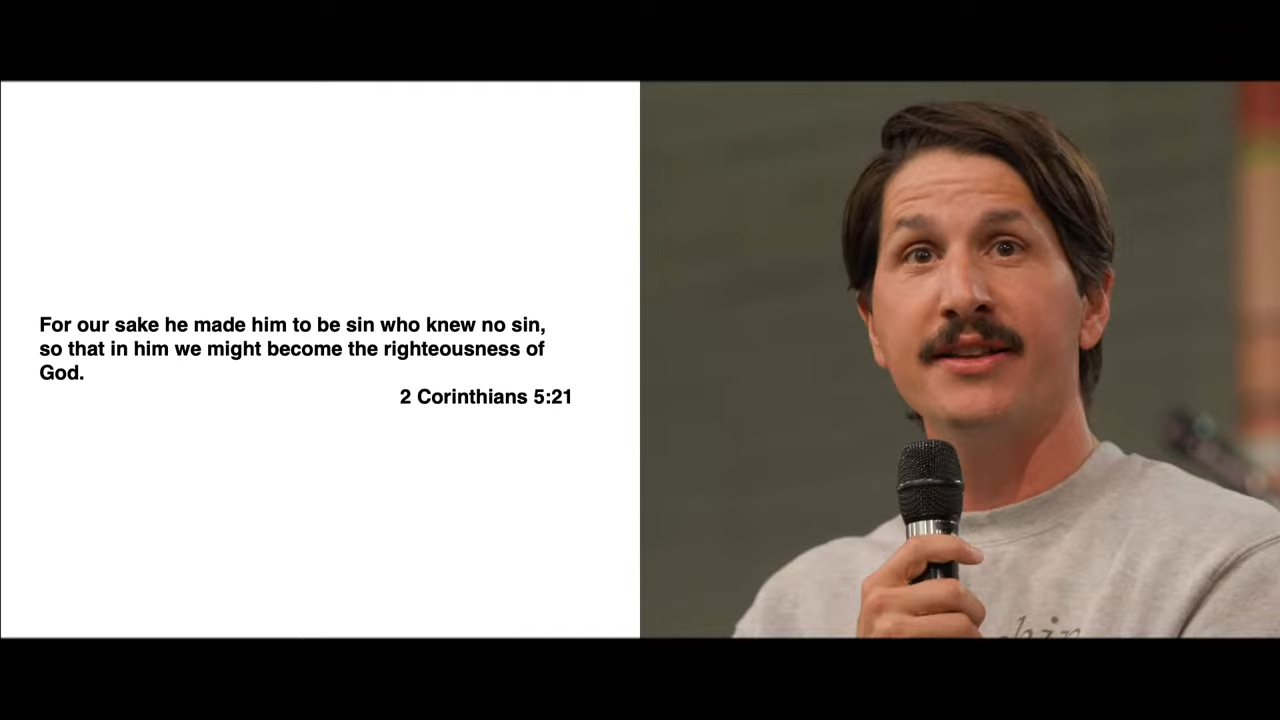 For our sake he made him to be sin who knew no sin,
so that in him we might become the righteousness of
God.
2 Corinthians 5:21